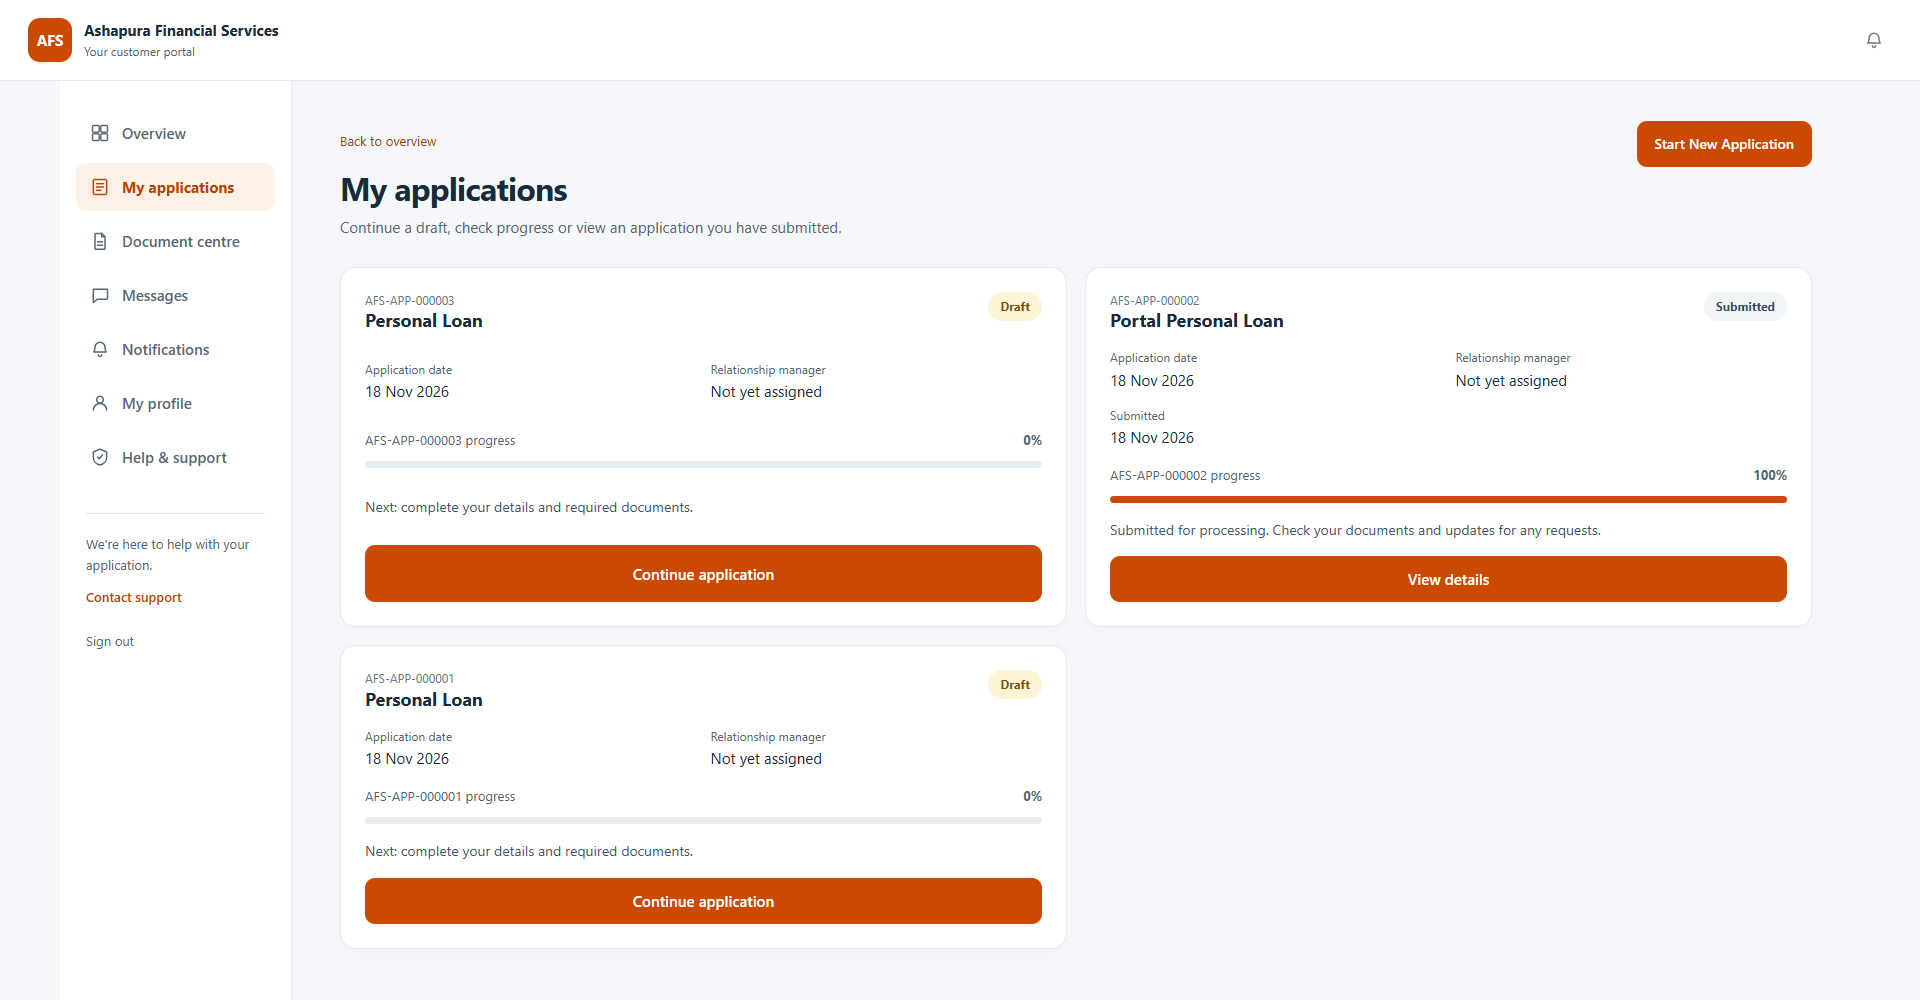 AFS
Ashapura Financial Services
Your customer portal
Overview
My applications
Document centre
Messages
Notifications
My profile
Help & support
We're here to help with your
application.
Contact support
Sign out
Back to overview
Start New Application
My applications
Continue a draft, check progress or view an application you have submitted.
AFS-APP-000003
Draft
Personal Loan
Application date
Relationship manager
18 Nov 2026
Not yet assigned
AFS-APP-000003 progress
0%
Next: complete your details and required documents.
Continue application
AFS-APP-000002
Submitted
Portal Personal Loan
Application date
Relationship manager
18 Nov 2026
Not yet assigned
Submitted
18 Nov 2026
AFS-APP-000002 progress
100%
Submitted for processing. Check your documents and updates for any requests.
View details
AFS-APP-000001
Draft
Personal Loan
Application date
Relationship manager
18 Nov 2026
Not yet assigned
AFS-APP-000001 progress
0%
Next: complete your details and required documents.
Continue application